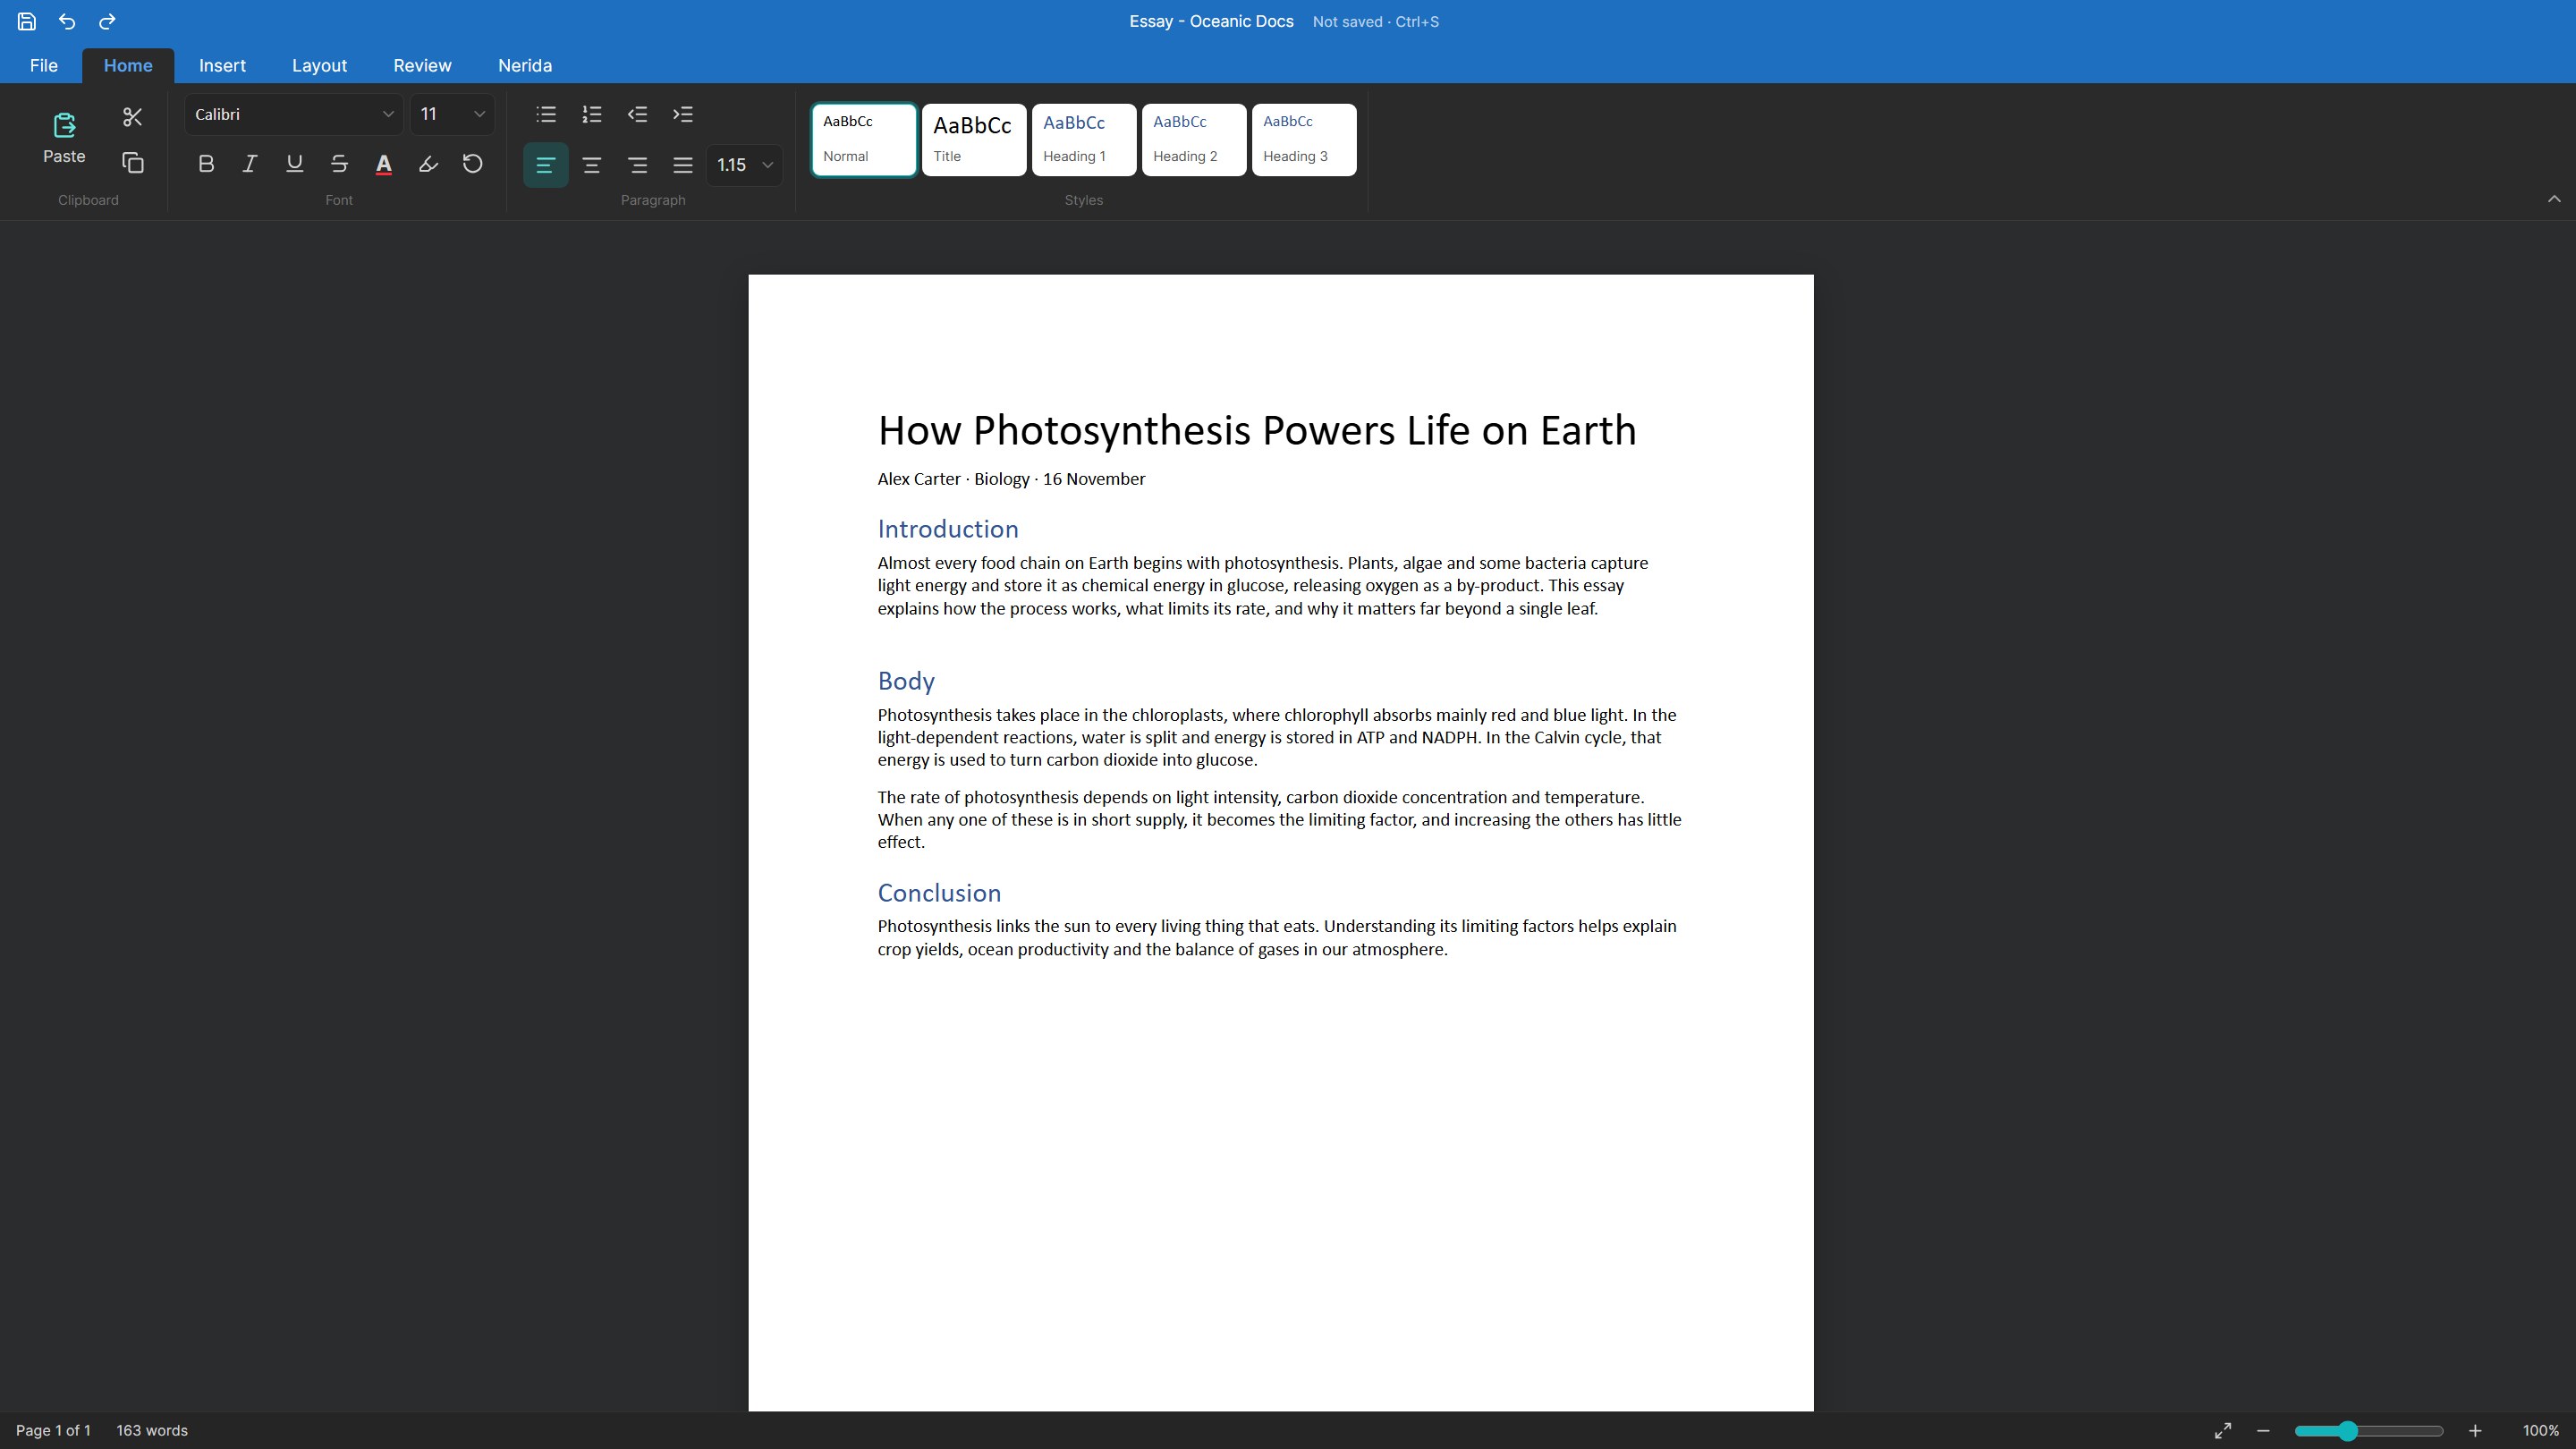 Essay - Oceanic Docs Not saved · Ctrl+S
File Home Insert Layout Review Nerida
Paste
Clipboard
Calibri 11
Font
1.15
Paragraph
AaBbCc AaBbCc AaBbCc AaBbCc AaBbCc
Normal Title Heading 1 Heading 2 Heading 3
Styles
How Photosynthesis Powers Life on Earth
Alex Carter · Biology · 16 November
Introduction
Almost every food chain on Earth begins with photosynthesis. Plants, algae and some bacteria capture
light energy and store it as chemical energy in glucose, releasing oxygen as a by-product. This essay
explains how the process works, what limits its rate, and why it matters far beyond a single leaf.
Body
Photosynthesis takes place in the chloroplasts, where chlorophyll absorbs mainly red and blue light. In the
light-dependent reactions, water is split and energy is stored in ATP and NADPH. In the Calvin cycle, that
energy is used to turn carbon dioxide into glucose.
The rate of photosynthesis depends on light intensity, carbon dioxide concentration and temperature.
When any one of these is in short supply, it becomes the limiting factor, and increasing the others has little
effect.
Conclusion
Photosynthesis links the sun to every living thing that eats. Understanding its limiting factors helps explain
crop yields, ocean productivity and the balance of gases in our atmosphere.
Page 1 of 1 163 words 100%